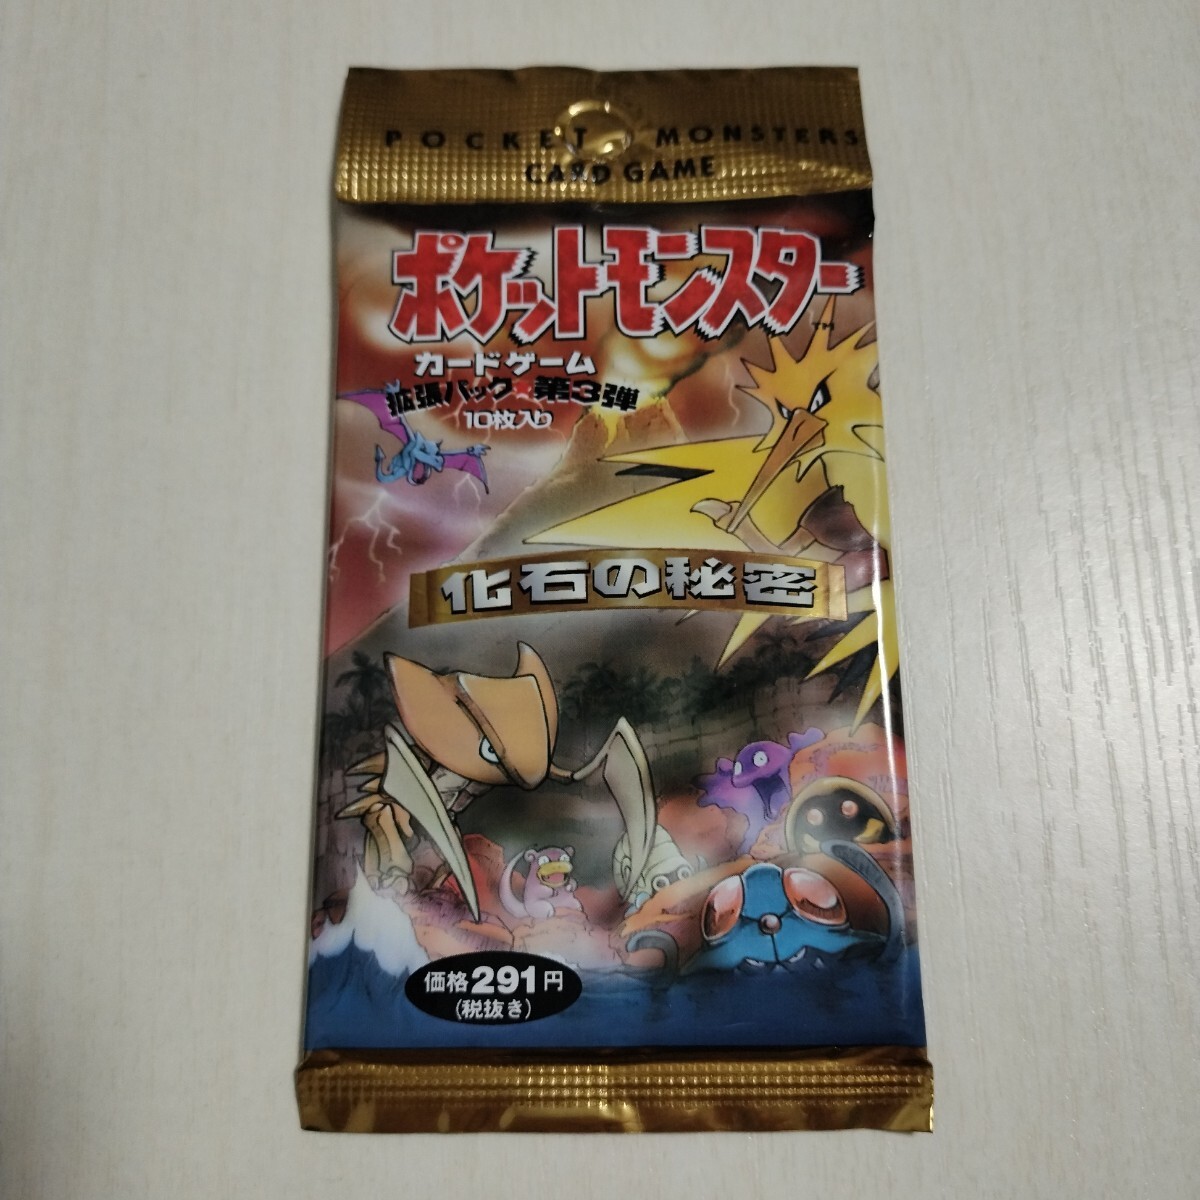 POCKET MONSTERS
CARD GAME
ポケットモンスター
TM
カードゲーム
拡張パック 第3弾
10枚入り
化石の秘密
価格291円
(税抜き)